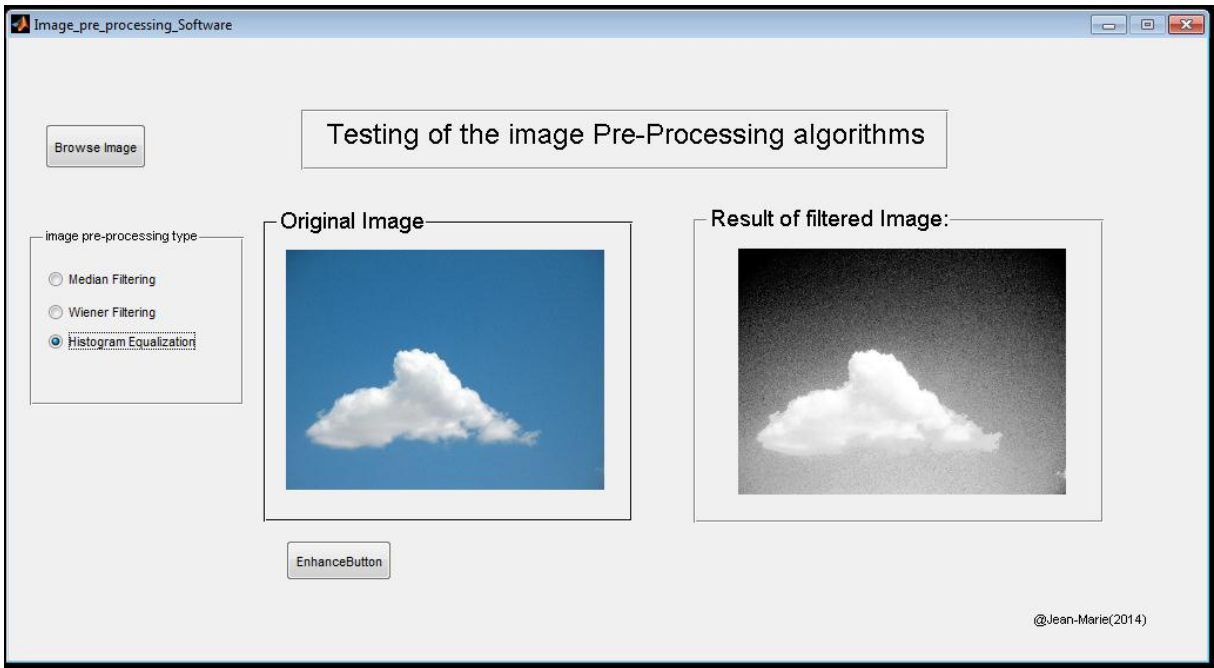 Image_pre_processing_Software
Testing of the image Pre-Processing algorithms
Browse Image
image pre-processing type
Median Filtering
Wiener Filtering
Histogram Equalization
Original Image
Result of filtered Image:
EnhanceButton
@Jean-Marie(2014)